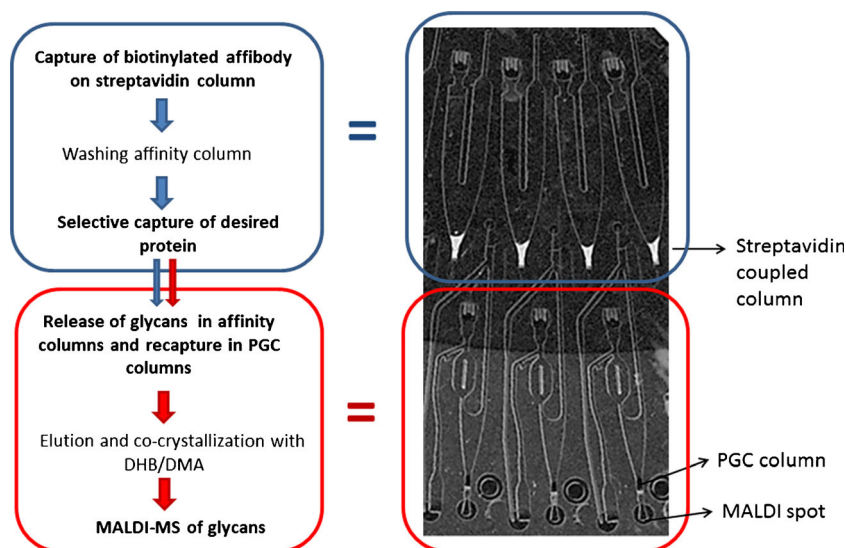 Capture of biotinylated affibody
on streptavidin column
Washing affinity column
Selective capture of desired
protein
=
Streptavidin
coupled
column
Release of glycans in affinity
columns and recapture in PGC
columns
Elution and co-crystallization with
DHB/DMA
MALDI-MS of glycans
=
PGC column
MALDI spot